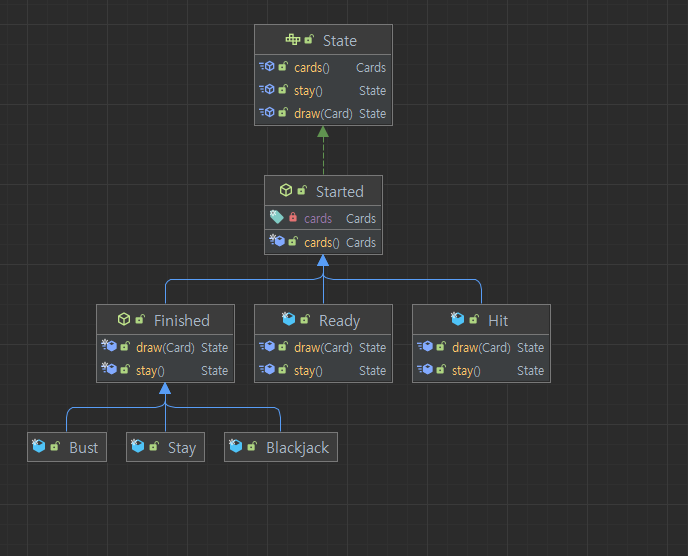 State
cards() Cards
stay() State
draw(Card) State
Started
cards Cards
cards() Cards
Finished
draw(Card) State
stay() State
Ready
draw(Card) State
stay() State
Hit
draw(Card) State
stay() State
Bust
Stay
Blackjack